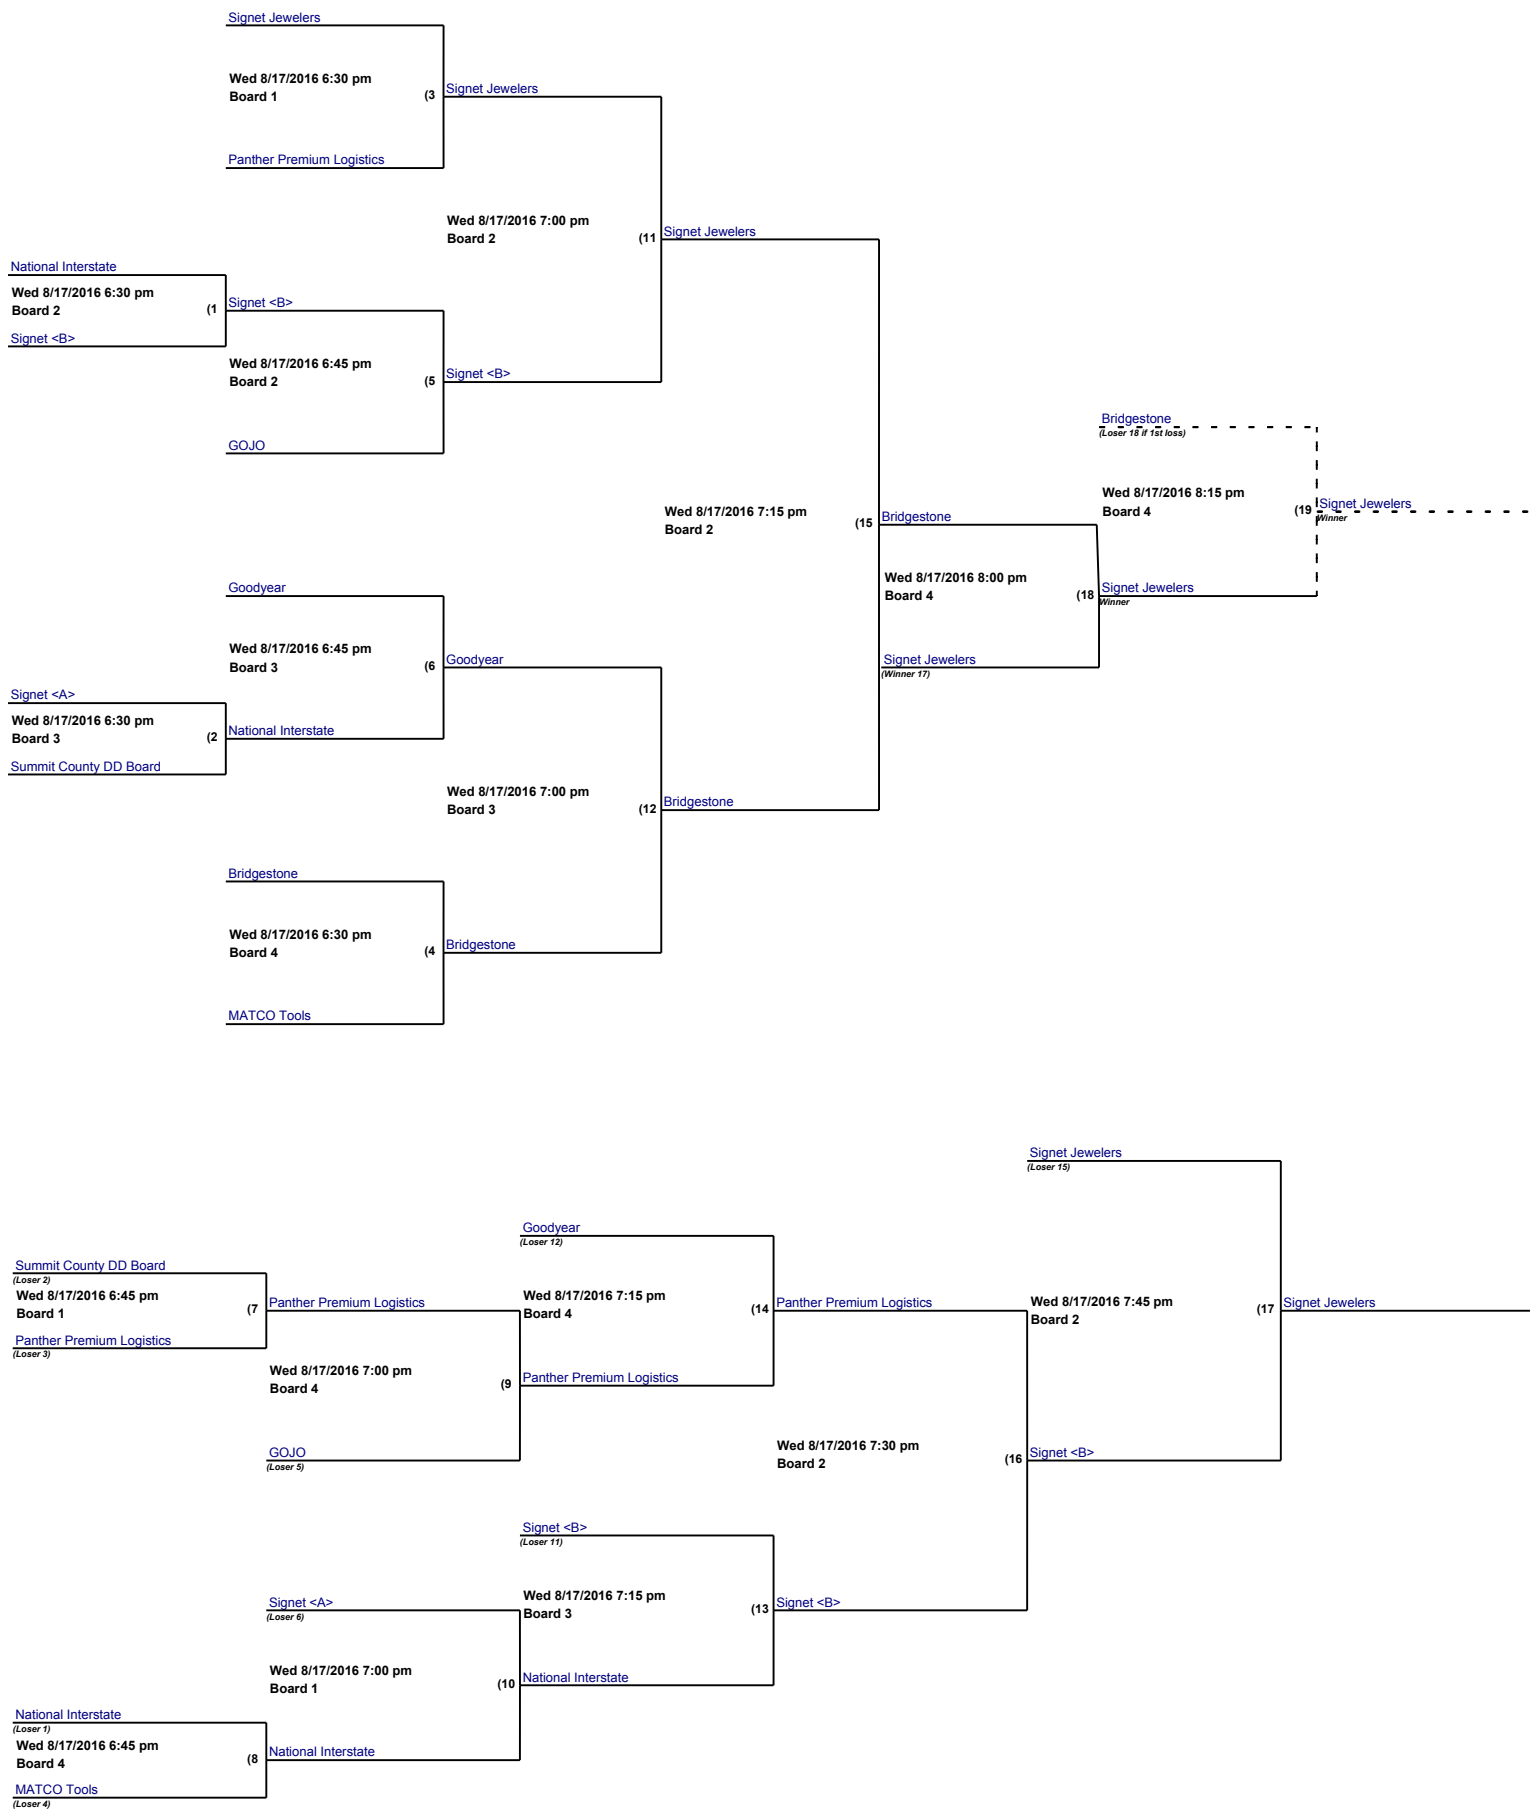 Signet Jewelers
Wed 8/17/2016 6:30 pm
Board 1
(3
Signet Jewelers
Panther Premium Logistics
Wed 8/17/2016 7:00 pm
Board 2
(11
Signet Jewelers
National Interstate
Wed 8/17/2016 6:30 pm
Board 2
(1
Signet <B>
Signet <B>
Wed 8/17/2016 6:45 pm
Board 2
(5
Signet <B>
GOJO
Bridgestone
(Loser 18 if 1st loss)
Wed 8/17/2016 8:15 pm
Board 4
(19
Signet Jewelers
Winner
Wed 8/17/2016 7:15 pm
Board 2
(15
Bridgestone
Wed 8/17/2016 8:00 pm
Board 4
(18
Signet Jewelers
Winner
Signet Jewelers
(Winner 17)
Goodyear
Wed 8/17/2016 6:45 pm
Board 3
(6
Goodyear
Signet <A>
Wed 8/17/2016 6:30 pm
Board 3
(2
National Interstate
Summit County DD Board
Wed 8/17/2016 7:00 pm
Board 3
(12
Bridgestone
Bridgestone
Wed 8/17/2016 6:30 pm
Board 4
(4
Bridgestone
MATCO Tools
Signet Jewelers
(Loser 15)
Goodyear
(Loser 12)
Summit County DD Board
(Loser 2)
Wed 8/17/2016 6:45 pm
Board 1
(7
Panther Premium Logistics
Wed 8/17/2016 7:15 pm
Board 4
(14
Panther Premium Logistics
Wed 8/17/2016 7:45 pm
Board 2
(17
Signet Jewelers
Panther Premium Logistics
(Loser 3)
Wed 8/17/2016 7:00 pm
Board 4
(9
Panther Premium Logistics
GOJO
(Loser 5)
Wed 8/17/2016 7:30 pm
Board 2
(16
Signet <B>
Signet <B>
(Loser 11)
Wed 8/17/2016 7:15 pm
Board 3
(13
Signet <B>
Signet <A>
(Loser 6)
Wed 8/17/2016 7:00 pm
Board 1
(10
National Interstate
National Interstate
(Loser 1)
Wed 8/17/2016 6:45 pm
Board 4
(8
National Interstate
MATCO Tools
(Loser 4)